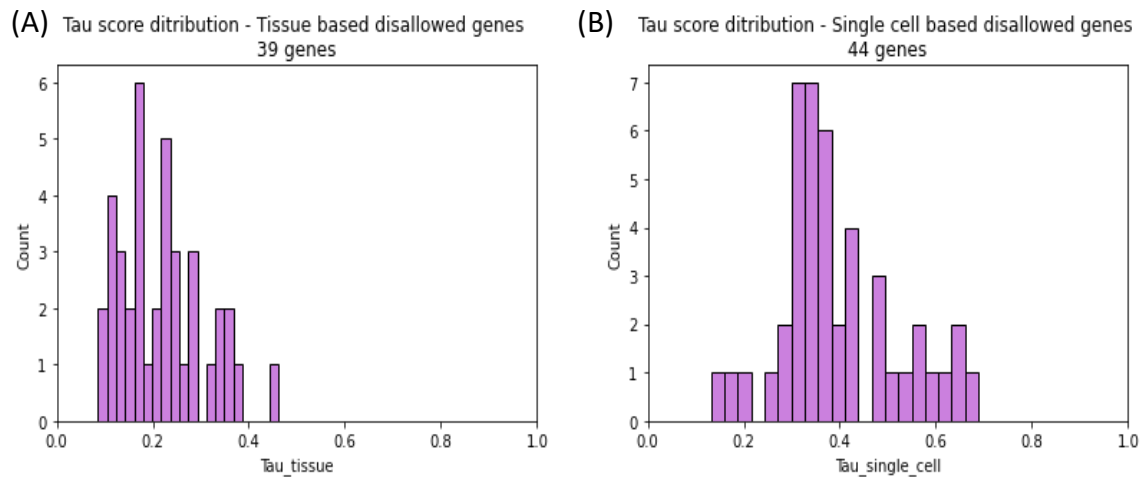 (A)
Tau score ditribution - Tissue based disallowed genes
39 genes
6
5
4
3
2
1
0
Count
0.0 0.2 0.4 0.6 0.8 1.0
Tau_tissue
(B)
Tau score ditribution - Single cell based disallowed genes
44 genes
7
6
5
4
3
2
1
0
Count
0.0 0.2 0.4 0.6 0.8 1.0
Tau_single_cell